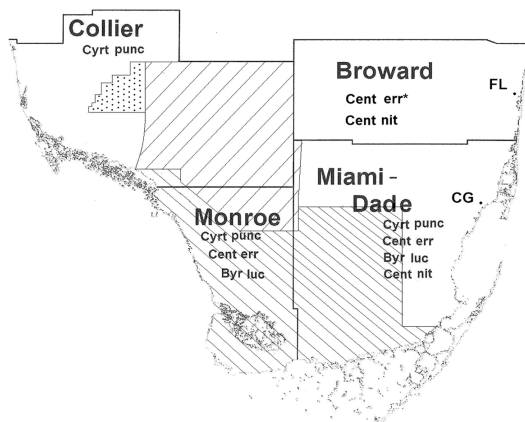 Collier
Cyrt punc
Broward
Cent err*
Cent nit
FL
Miami -
Dade
Cyrt punc
Cent err
Byr luc
Cent nit
CG
Monroe
Cyrt punc
Cent err
Byr luc